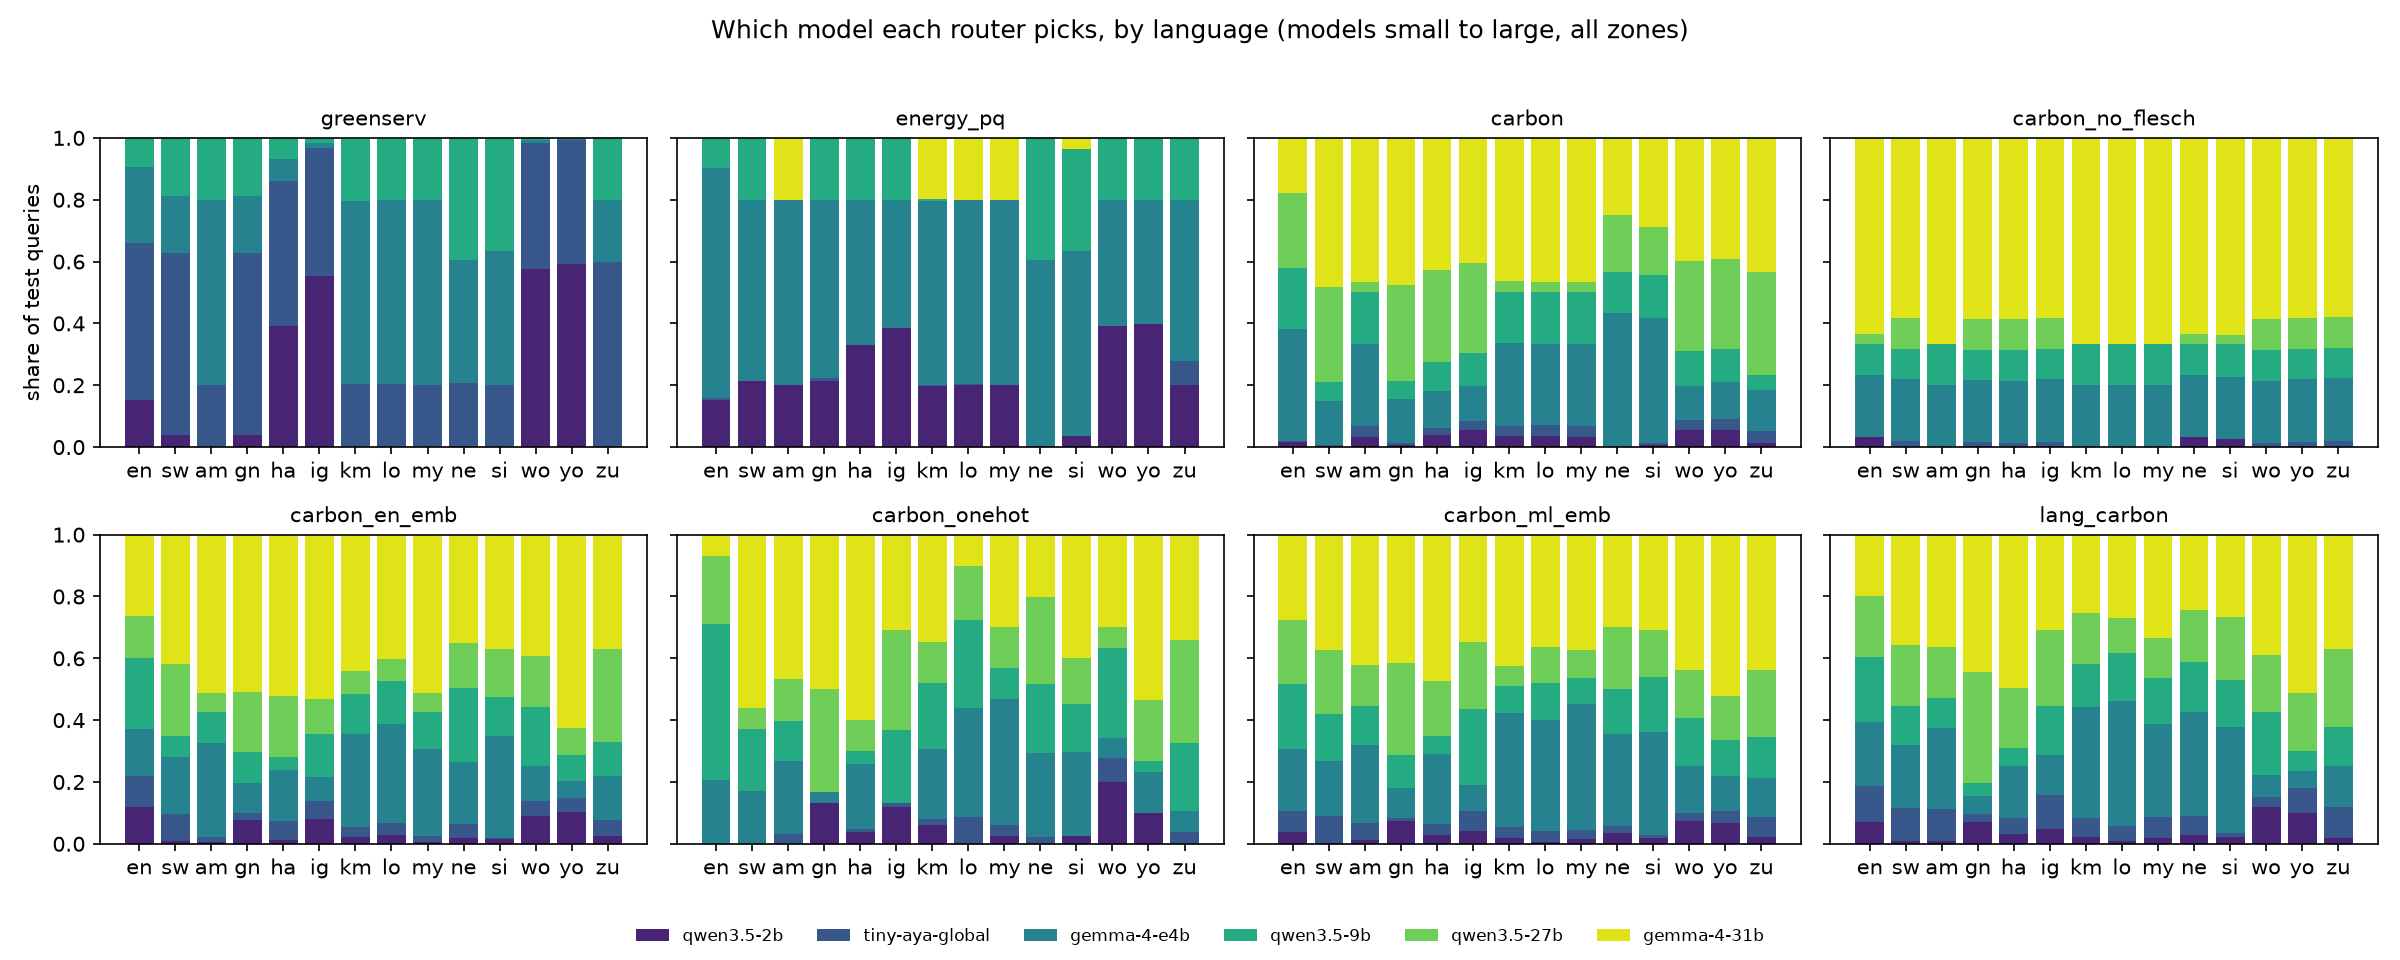 Which model each router picks, by language (models small to large, all zones)
greenserv
energy_pq
carbon
carbon_no_flesch
share of test queries
1.0
0.8
0.6
0.4
0.2
0.0
en sw am gn ha ig km lo my ne si wo yo zu
en sw am gn ha ig km lo my ne si wo yo zu
en sw am gn ha ig km lo my ne si wo yo zu
en sw am gn ha ig km lo my ne si wo yo zu
carbon_en_emb
carbon_onehot
carbon_ml_emb
lang_carbon
1.0
0.8
0.6
0.4
0.2
0.0
en sw am gn ha ig km lo my ne si wo yo zu
en sw am gn ha ig km lo my ne si wo yo zu
en sw am gn ha ig km lo my ne si wo yo zu
en sw am gn ha ig km lo my ne si wo yo zu
qwen3.5-2b tiny-aya-global gemma-4-e4b qwen3.5-9b qwen3.5-27b gemma-4-31b